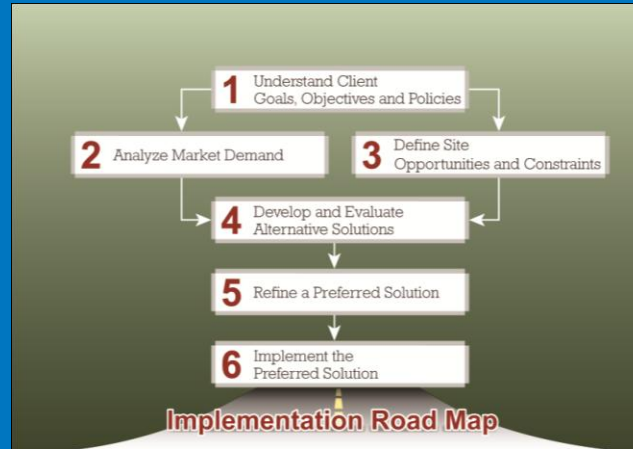 1 Understand Client
Goals, Objectives and Policies
2 Analyze Market Demand
3 Define Site
Opportunities and Constraints
4 Develop and Evaluate
Alternative Solutions
5 Refine a Preferred Solution
6 Implement the
Preferred Solution
Implementation Road Map